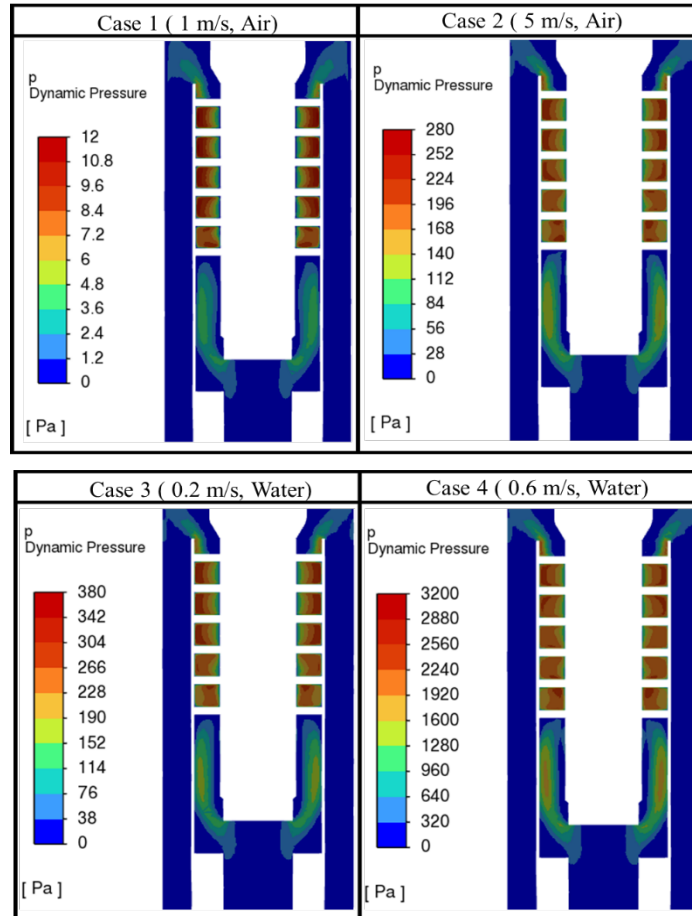 Case 1 ( 1 m/s, Air)
Case 2 ( 5 m/s, Air)
p
Dynamic Pressure
12
10.8
9.6
8.4
7.2
6
4.8
3.6
2.4
1.2
0
[ Pa ]
p
Dynamic Pressure
280
252
224
196
168
140
112
84
56
28
0
[ Pa ]
Case 3 ( 0.2 m/s, Water)
Case 4 ( 0.6 m/s, Water)
p
Dynamic Pressure
380
342
304
266
228
190
152
114
76
38
0
[ Pa ]
p
Dynamic Pressure
3200
2880
2560
2240
1920
1600
1280
960
640
320
0
[ Pa ]